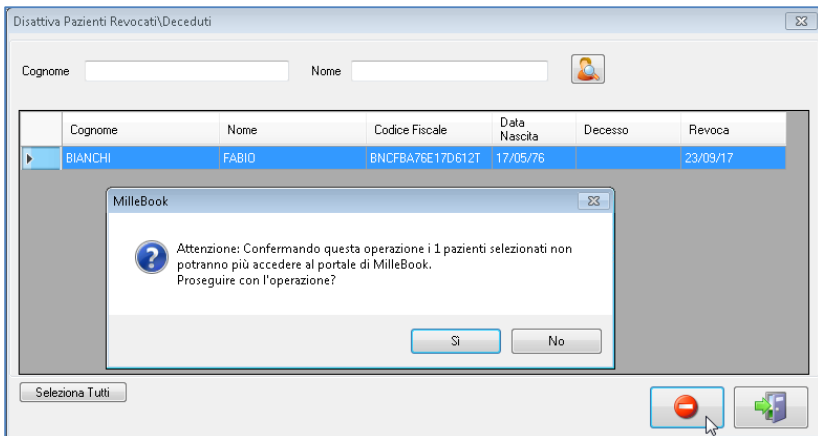 Disattiva Pazienti Revocati\Deceduti
Cognome Nome
Cognome Nome Codice Fiscale Data Nascita Decesso Revoca
BIANCHI FABIO BNCFBA76E17D612T 17/05/76 23/09/17
MilleBook
Attenzione: Confermando questa operazione i 1 pazienti selezionati non
potranno più accedere al portale di MilleBook.
Proseguire con l'operazione?
Sì No
Seleziona Tutti